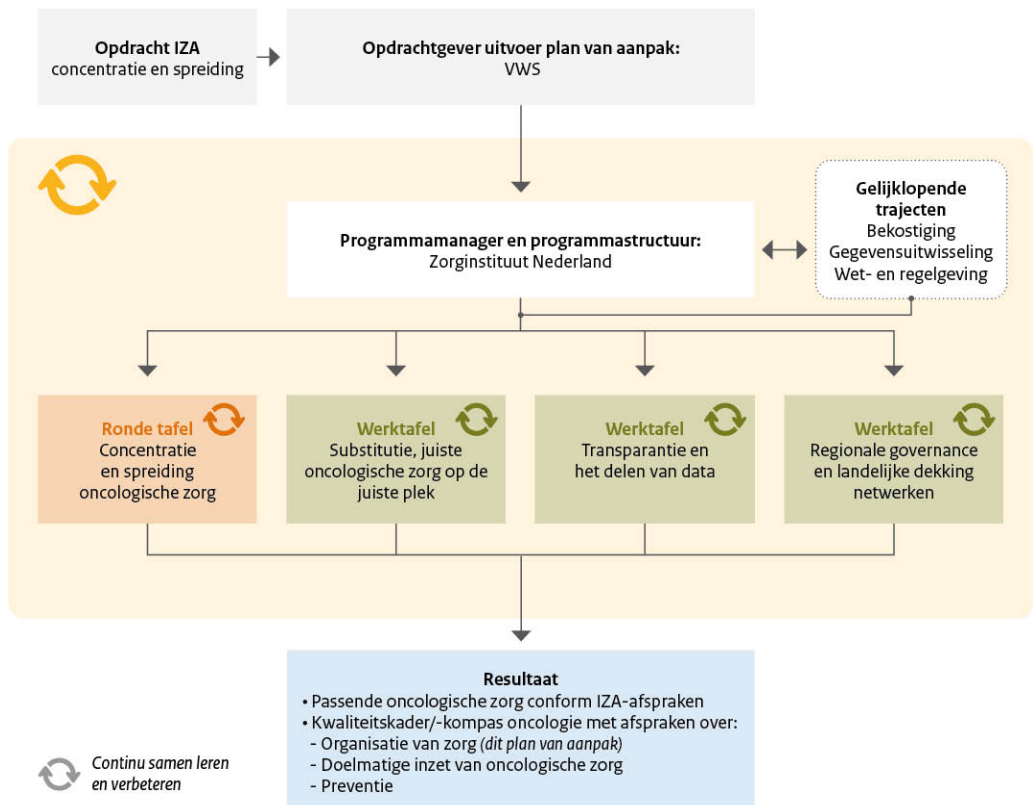 Opdracht IZA
concentratie en spreiding
Opdrachtgever uitvoer plan van aanpak:
VWS
Programmamanager en programmastructuur:
Zorginstituut Nederland
Gelijklopende
trajecten
Bekostiging
Gegevensuitwisseling
Wet- en regelgeving
Ronde tafel
Concentratie
en spreiding
oncologische zorg
Werktafel
Substitutie, juiste
oncologische zorg op de
juiste plek
Werktafel
Transparantie en
het delen van data
Werktafel
Regionale governance
en landelijke dekking
netwerken
Resultaat
• Passende oncologische zorg conform IZA-afspraken
• Kwaliteitskader/-kompas oncologie met afspraken over:
- Organisatie van zorg (dit plan van aanpak)
- Doelmatige inzet van oncologische zorg
- Preventie
Continu samen leren
en verbeteren